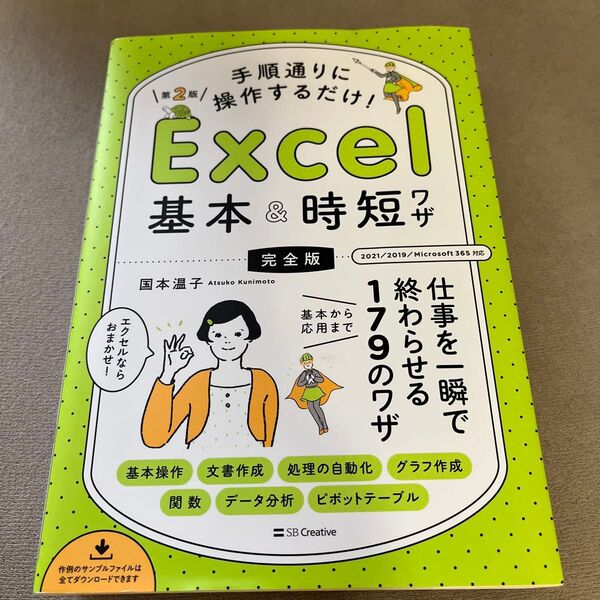 手順通りに
操作するだけ！
第2版
Excel
基本&時短ワザ
完全版
2021／2019／Microsoft 365 対応
国本温子 Atsuko Kunimoto
エクセルなら
おまかせ！
基本から
応用まで
仕事を一瞬で
終わらせる
179のワザ
基本操作 文書作成 処理の自動化 グラフ作成
関数 データ分析 ピボットテーブル
SB Creative
作例のサンプルファイルは
全てダウンロードできます